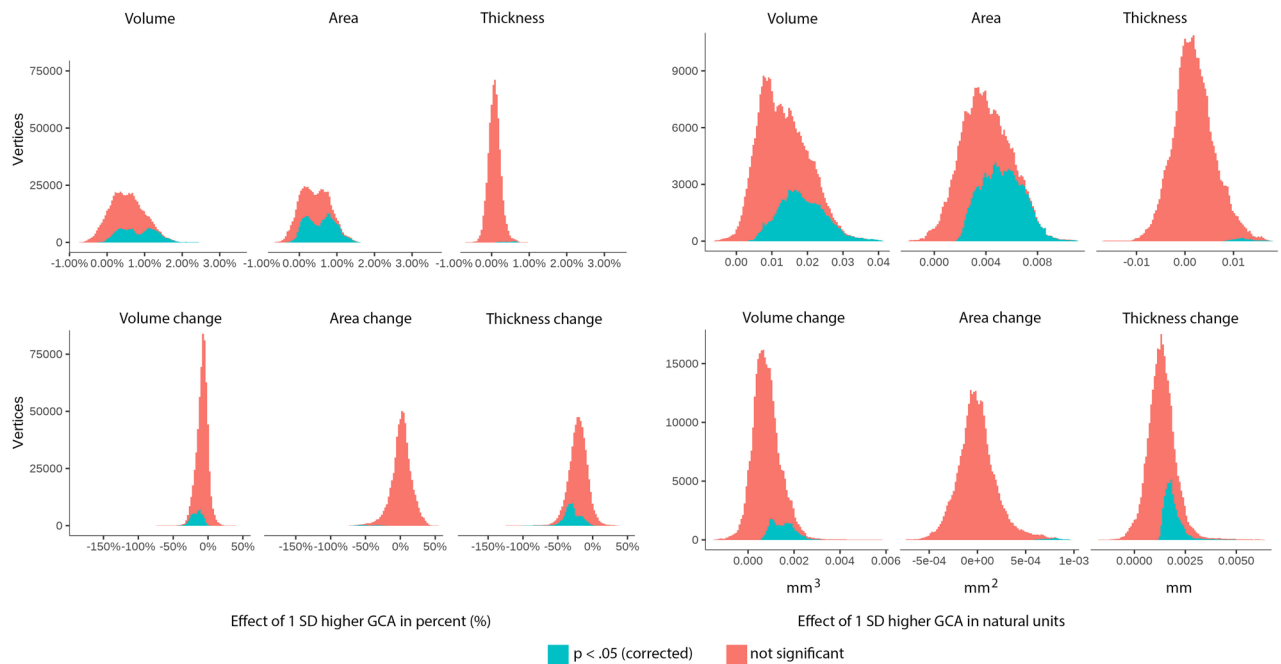 Volume Area Thickness Volume Area Thickness
75000
50000
25000
0
Vertices
-1.00% 0.00% 1.00% 2.00% 3.00% -1.00% 0.00% 1.00% 2.00% 3.00% -1.00% 0.00% 1.00% 2.00% 3.00%
9000
6000
3000
0
0.00 0.01 0.02 0.03 0.04 0.000 0.004 0.008 -0.01 0.00 0.01
Volume change Area change Thickness change Volume change Area change Thickness change
75000
50000
25000
0
Vertices
-150% -100% -50% 0% 50% -150% -100% -50% 0% 50% -150% -100% -50% 0% 50%
15000
10000
5000
0
0.000 0.002 0.004 0.006 -5e-04 0e+00 5e-04 1e-03 0.0000 0.0025 0.0050
mm³ mm² mm
Effect of 1 SD higher GCA in percent (%) Effect of 1 SD higher GCA in natural units
p < .05 (corrected) not significant